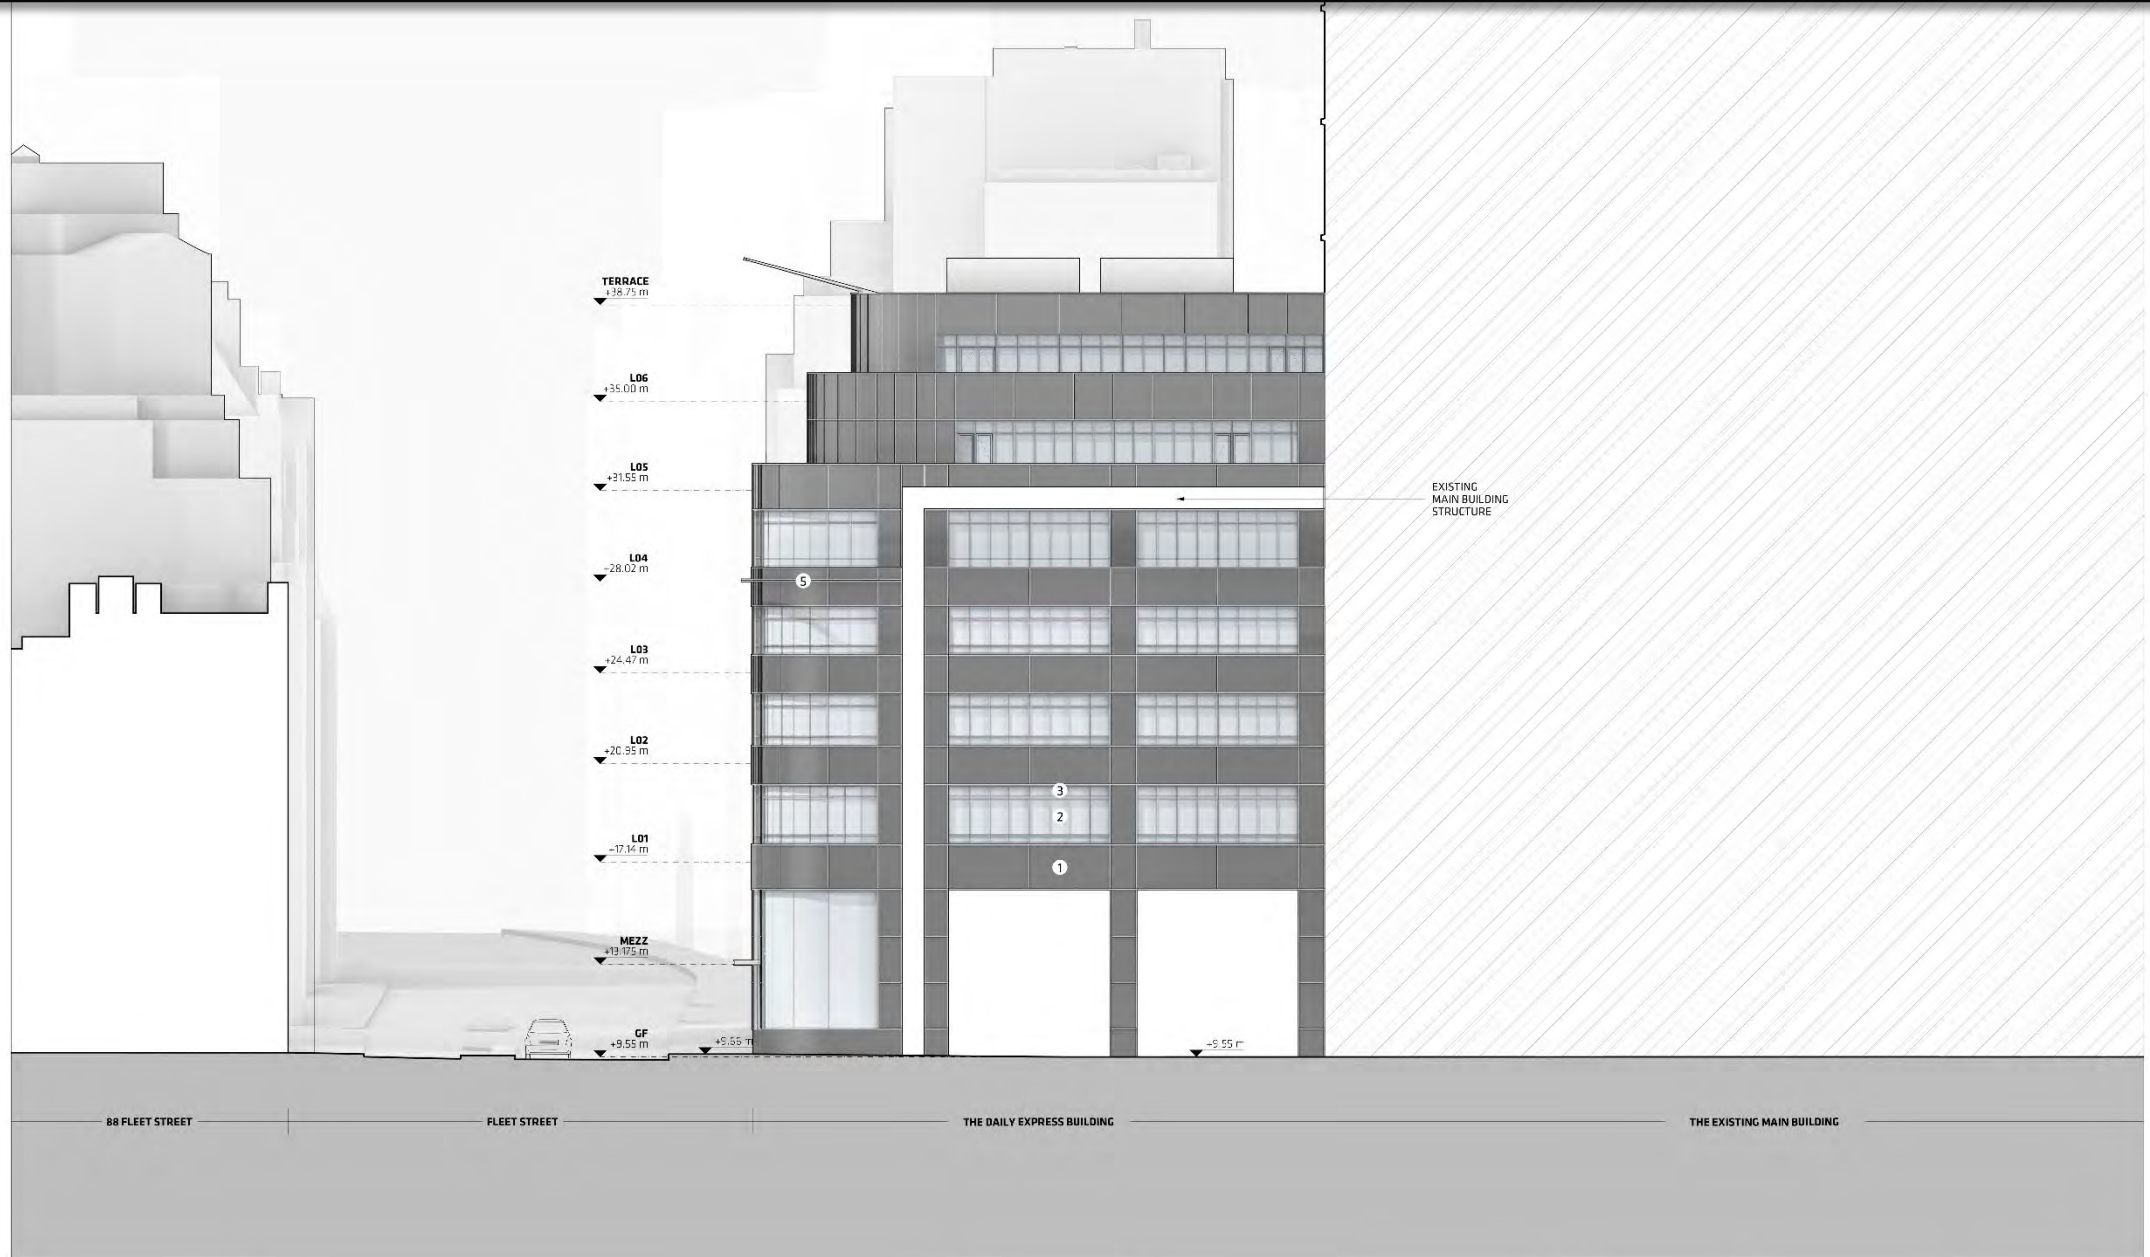 TERRACE
+38.75 m
L06
+35.00 m
L05
+31.55 m
EXISTING
MAIN BUILDING
STRUCTURE
L04
+28.02 m
5
L03
+24.47 m
L02
+20.95 m
3
2
L01
+17.14 m
1
MEZZ
+13.175 m
GF
+9.55 m
+9.55 m
88 FLEET STREET
FLEET STREET
THE DAILY EXPRESS BUILDING
THE EXISTING MAIN BUILDING